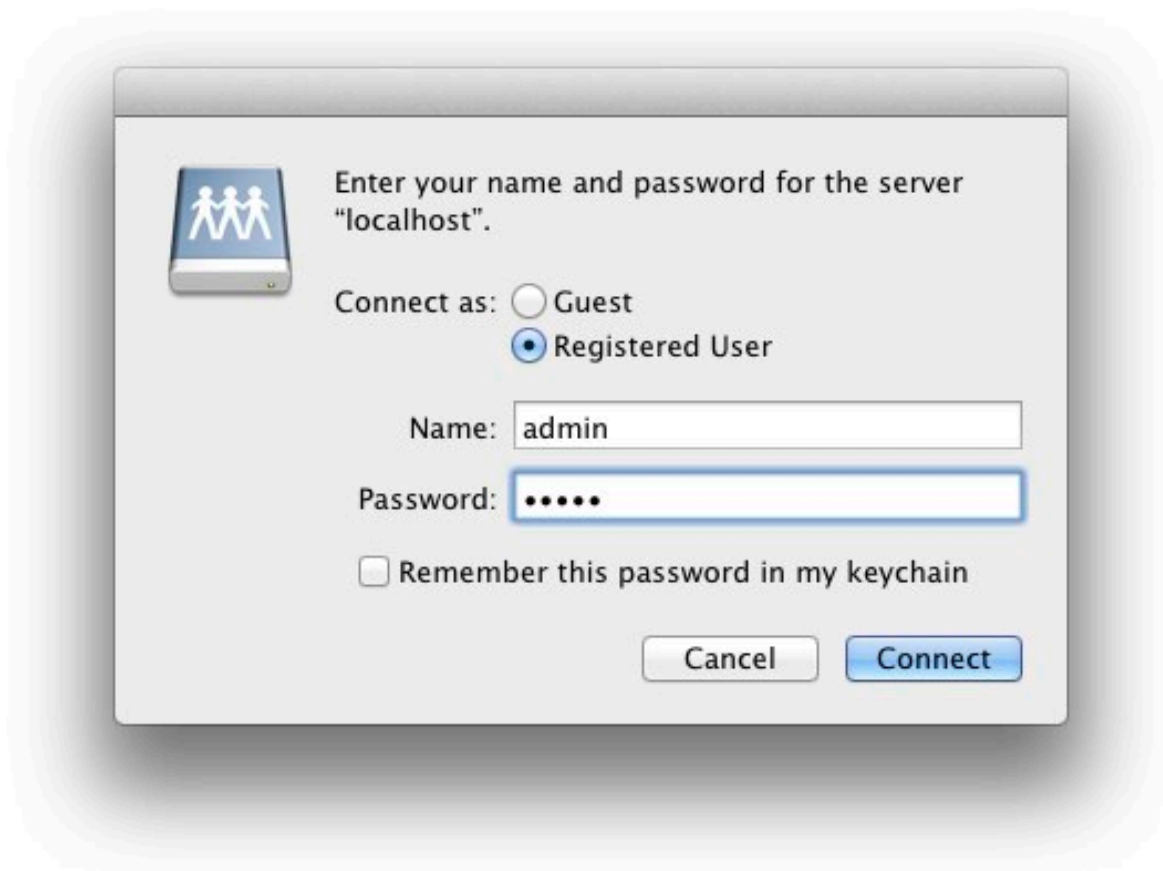 Enter your name and password for the server
“localhost”.
Connect as: Guest
Registered User
Name: admin
Password: •••••
Remember this password in my keychain
Cancel Connect